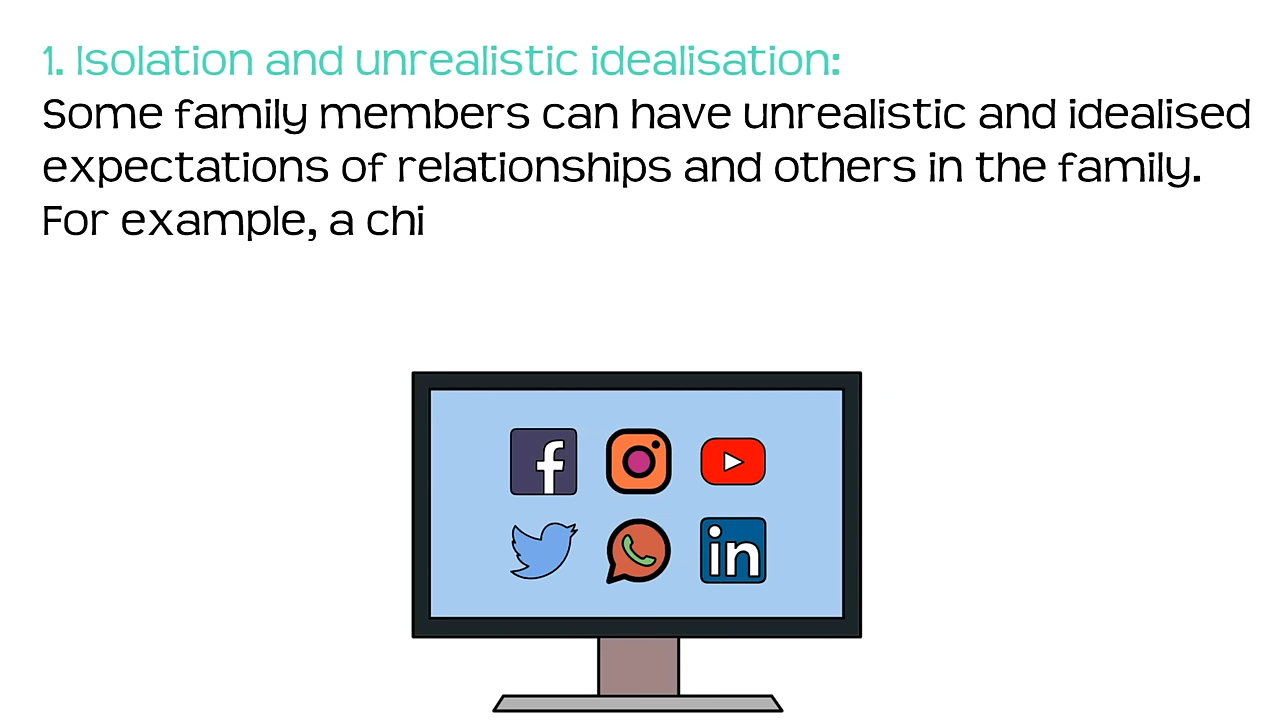 1. Isolation and unrealistic idealisation:
Some family members can have unrealistic and idealised
expectations of relationships and others in the family.
For example, a chi
f
in